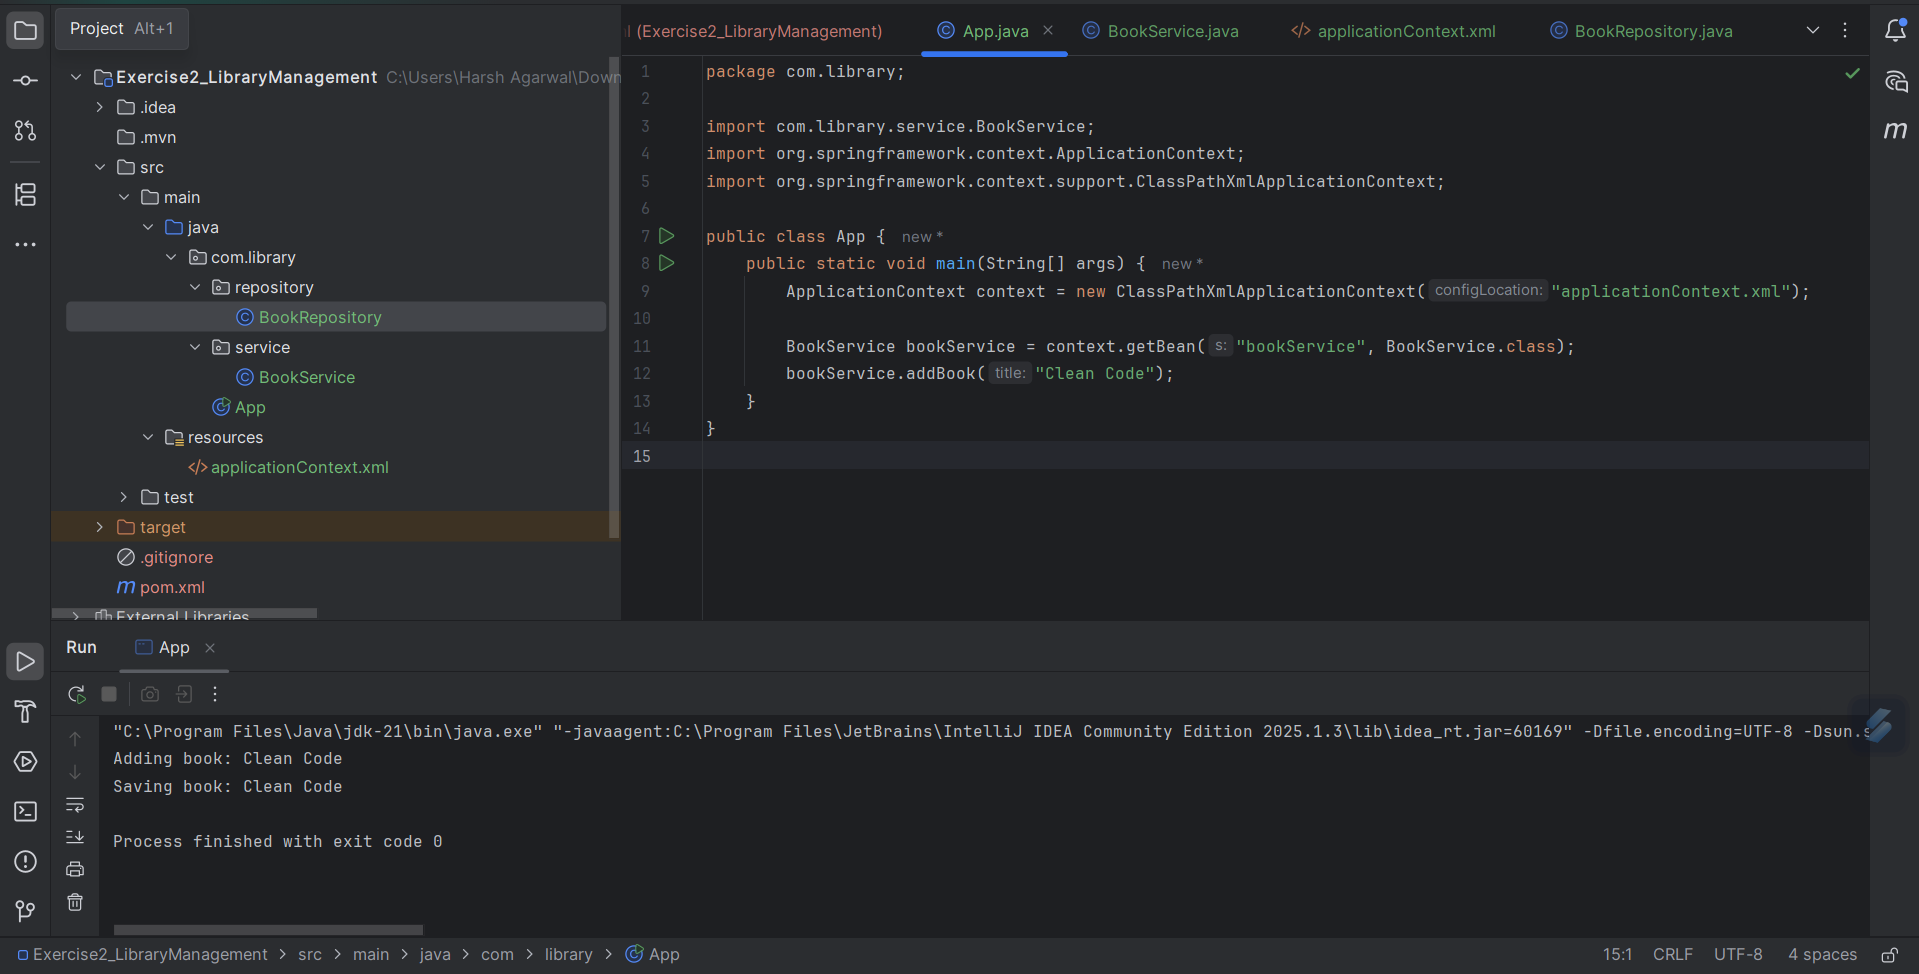 Project Alt+1
Exercise2_LibraryManagement C:\Users\Harsh Agarwal\Down
.idea
.mvn
src
main
java
com.library
repository
BookRepository
service
BookService
App
resources
applicationContext.xml
test
target
.gitignore
pom.xml
External Libraries
(Exercise2_LibraryManagement) App.java BookService.java applicationContext.xml BookRepository.java
1 package com.library;
2
3 import com.library.service.BookService;
4 import org.springframework.context.ApplicationContext;
5 import org.springframework.context.support.ClassPathXmlApplicationContext;
6
7 public class App { new *
8 public static void main(String[] args) { new *
9 ApplicationContext context = new ClassPathXmlApplicationContext( configLocation: "applicationContext.xml");
10
11 BookService bookService = context.getBean( s: "bookService", BookService.class);
12 bookService.addBook( title: "Clean Code");
13 }
14 }
15
Run App
"C:\Program Files\Java\jdk-21\bin\java.exe" "-javaagent:C:\Program Files\JetBrains\IntelliJ IDEA Community Edition 2025.1.3\lib\idea_rt.jar=60169" -Dfile.encoding=UTF-8 -Dsun.s
Adding book: Clean Code
Saving book: Clean Code
Process finished with exit code 0
Exercise2_LibraryManagement > src > main > java > com > library > App 15:1 CRLF UTF-8 4 spaces